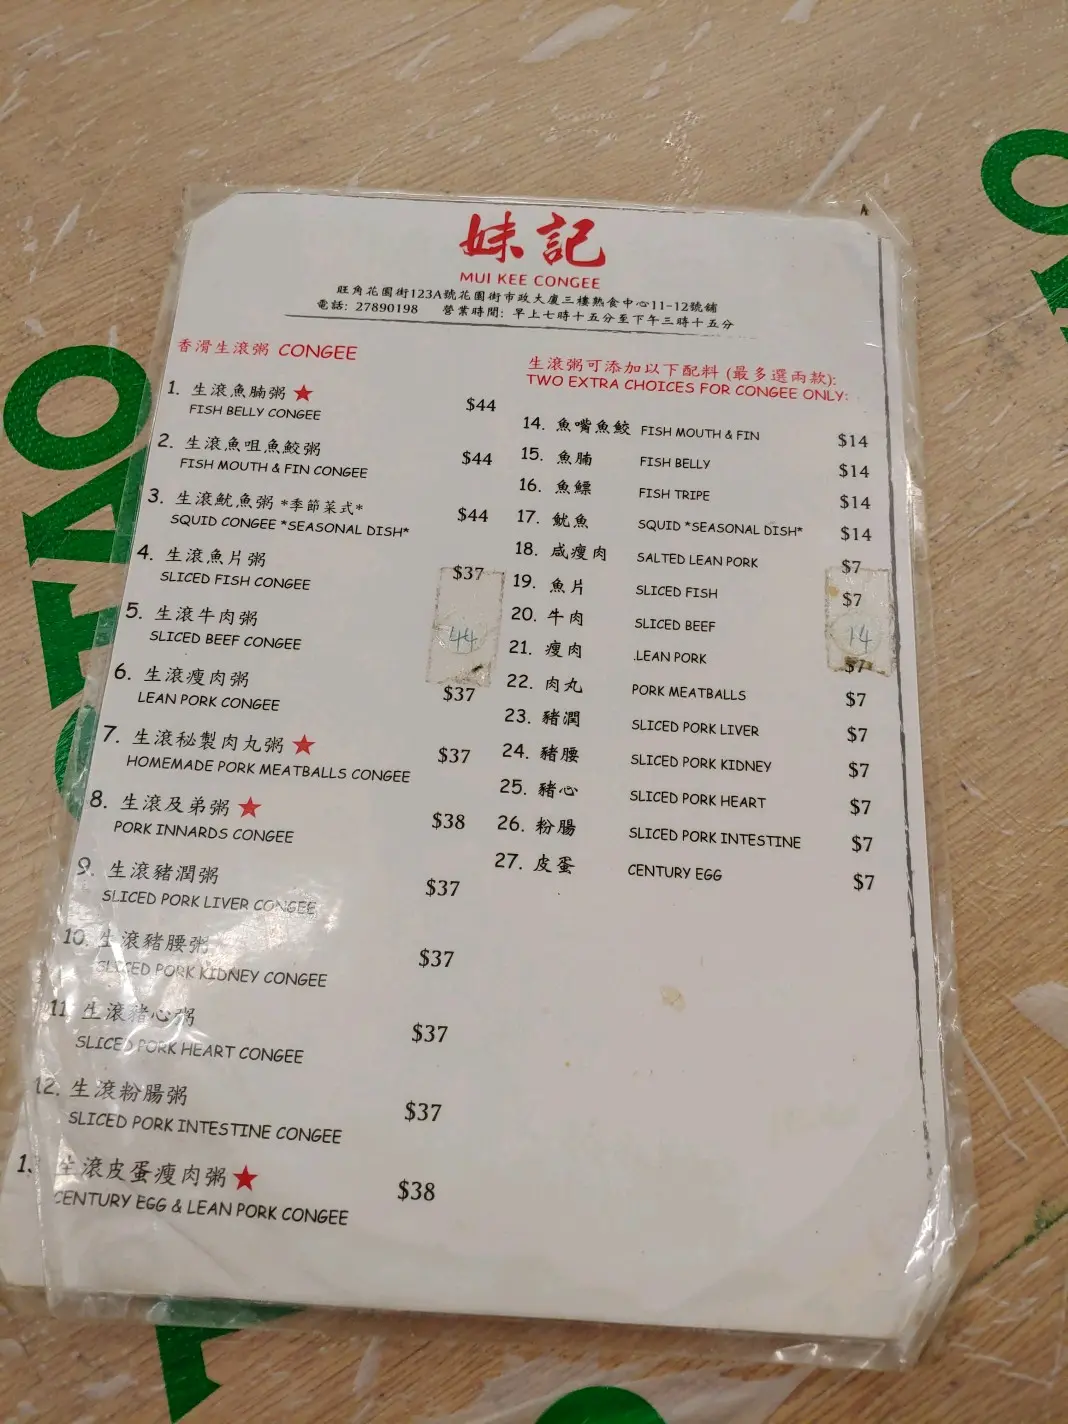 妹記
MUI KEE CONGEE
旺角花園街123A號花園街市政大廈三樓熟食中心11-12號舖
電話: 27890198 營業時間: 早上七時十五分至下午三時十五分
香滑生滾粥 CONGEE
1. 生滾魚腩粥 ★
FISH BELLY CONGEE $44
2. 生滾魚咀魚鮫粥
FISH MOUTH & FIN CONGEE $44
3. 生滾魷魚粥 *季節菜式*
SQUID CONGEE *SEASONAL DISH* $44
4. 生滾魚片粥
SLICED FISH CONGEE $37
5. 生滾牛肉粥
SLICED BEEF CONGEE 44
6. 生滾瘦肉粥
LEAN PORK CONGEE $37
7. 生滾秘製肉丸粥 ★
HOMEMADE PORK MEATBALLS CONGEE $37
8. 生滾及弟粥 ★
PORK INNARDS CONGEE $38
9. 生滾豬潤粥
SLICED PORK LIVER CONGEE $37
10. 生滾豬腰粥
SLICED PORK KIDNEY CONGEE $37
11. 生滾豬心粥
SLICED PORK HEART CONGEE $37
12. 生滾粉腸粥
SLICED PORK INTESTINE CONGEE $37
13. 生滾皮蛋瘦肉粥 ★
CENTURY EGG & LEAN PORK CONGEE $38
生滾粥可添加以下配料 (最多選兩款):
TWO EXTRA CHOICES FOR CONGEE ONLY:
14. 魚嘴魚鮫 FISH MOUTH & FIN $14
15. 魚腩 FISH BELLY $14
16. 魚鰾 FISH TRIPE $14
17. 魷魚 SQUID *SEASONAL DISH* $14
18. 咸瘦肉 SALTED LEAN PORK $7
19. 魚片 SLICED FISH $7
20. 牛肉 SLICED BEEF 14
21. 瘦肉 LEAN PORK $7
22. 肉丸 PORK MEATBALLS $7
23. 豬潤 SLICED PORK LIVER $7
24. 豬腰 SLICED PORK KIDNEY $7
25. 豬心 SLICED PORK HEART $7
26. 粉腸 SLICED PORK INTESTINE $7
27. 皮蛋 CENTURY EGG $7